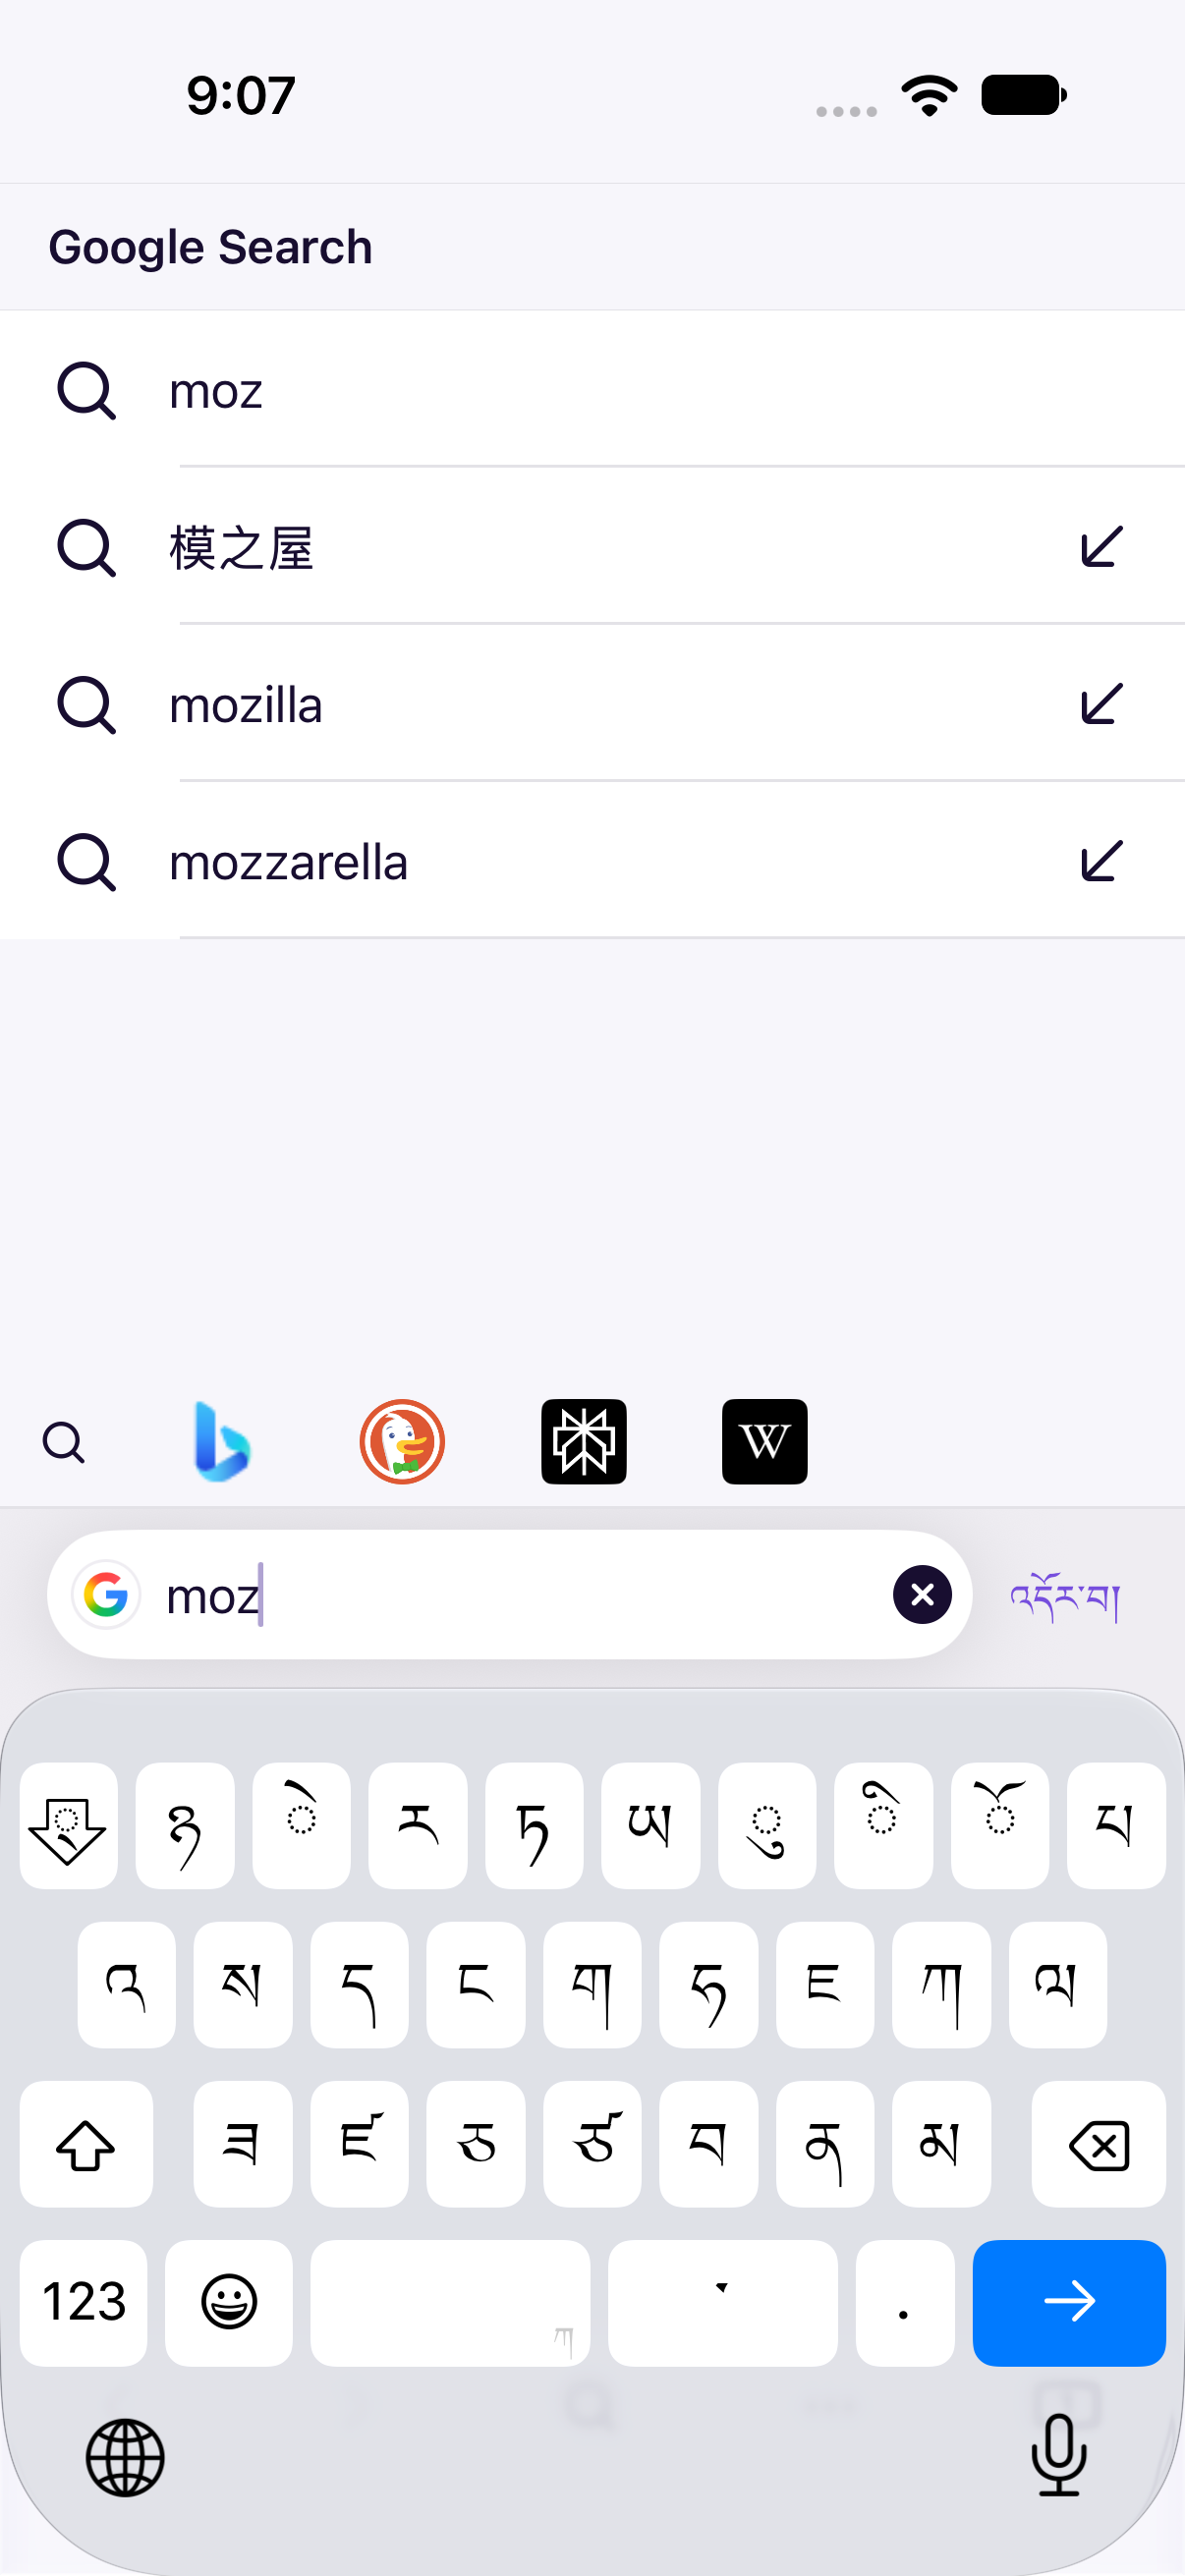 9:07
Google Search
moz
模之屋
mozilla
mozzarella
W
moz
འདོར་བ།
ཉ ེ ར ཏ ཡ ུ ི ོ པ
འ ས ད ང ག ཧ ཇ ཀ ལ
ཟ ཛ ཅ ཙ བ ན མ
123 ཀ ་ .